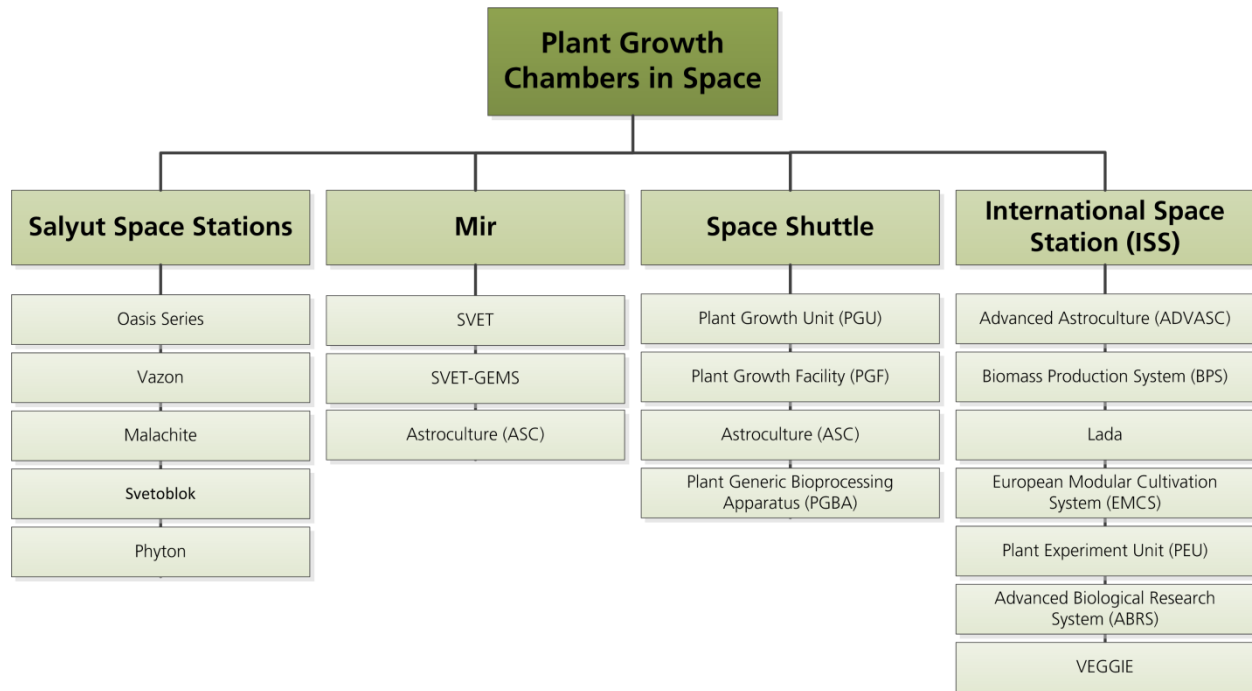 Plant Growth
Chambers in Space
Salyut Space Stations
Oasis Series
Vazon
Malachite
Svetoblok
Phyton
Mir
SVET
SVET-GEMS
Astroculture (ASC)
Space Shuttle
Plant Growth Unit (PGU)
Plant Growth Facility (PGF)
Astroculture (ASC)
Plant Generic Bioprocessing
Apparatus (PGBA)
International Space
Station (ISS)
Advanced Astroculture (ADVASC)
Biomass Production System (BPS)
Lada
European Modular Cultivation
System (EMCS)
Plant Experiment Unit (PEU)
Advanced Biological Research
System (ABRS)
VEGGIE